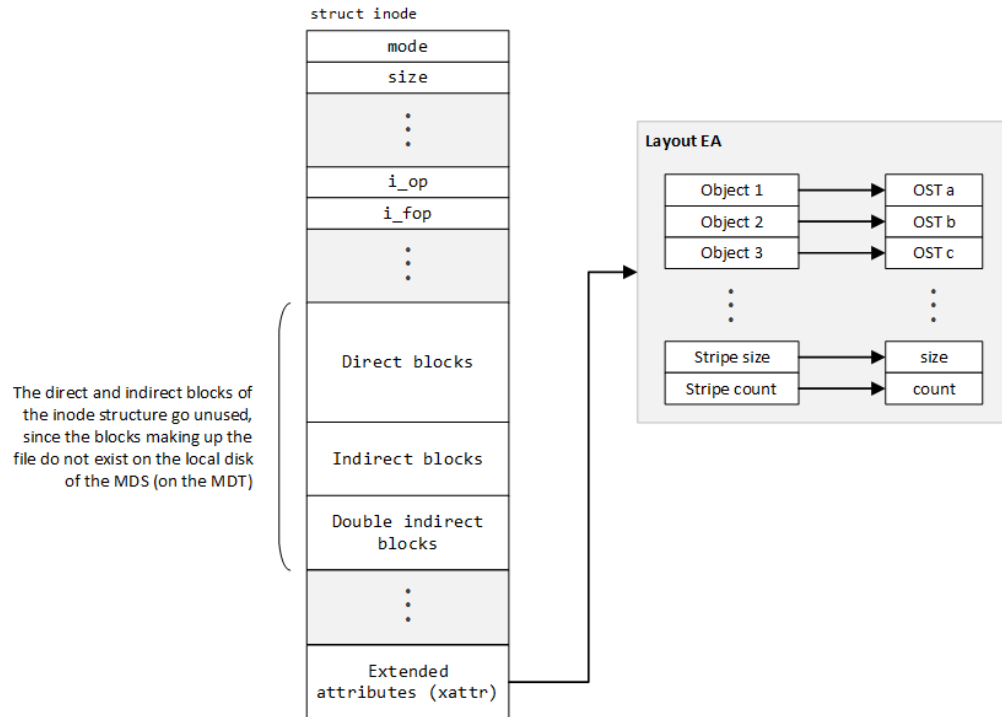 struct inode
mode
size
i_op
i_fop
Direct blocks
The direct and indirect blocks of
the inode structure go unused,
since the blocks making up the
file do not exist on the local disk
of the MDS (on the MDT)
Indirect blocks
Double indirect
blocks
Extended
attributes (xattr)
Layout EA
Object 1
OST a
Object 2
OST b
Object 3
OST c
Stripe size
size
Stripe count
count